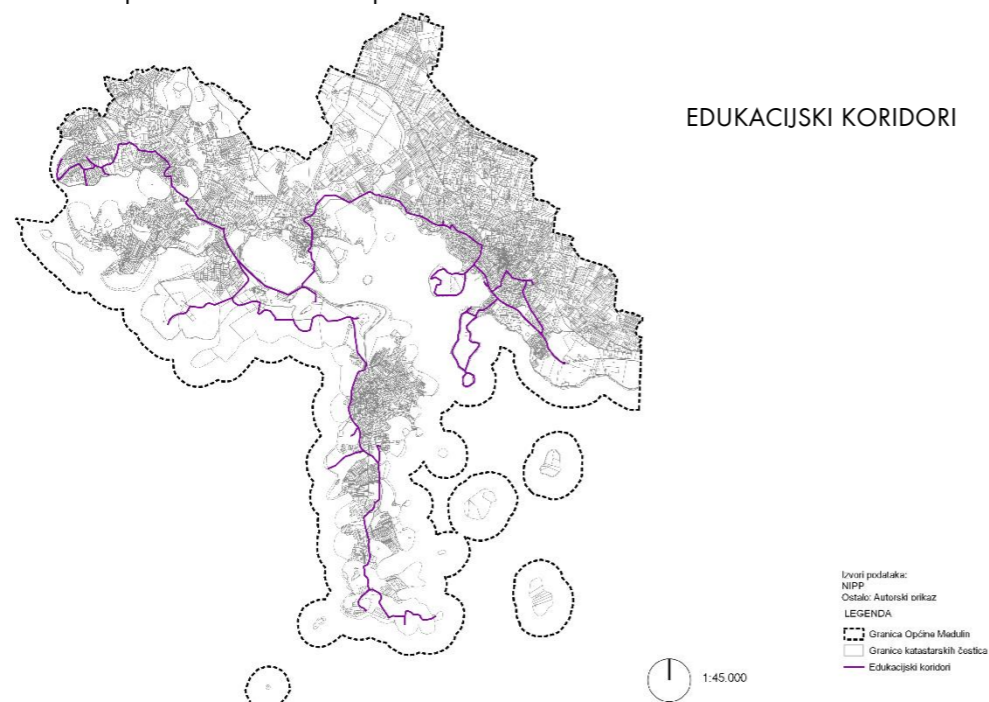 EDUKACIJSKI KORIDORI
Izvori podataka:
NIPP
Ostalo: Autorski prikaz
LEGENDA
Granica Općine Medulin
Granice katastarskih čestica
Edukacijski koridori
1:45.000